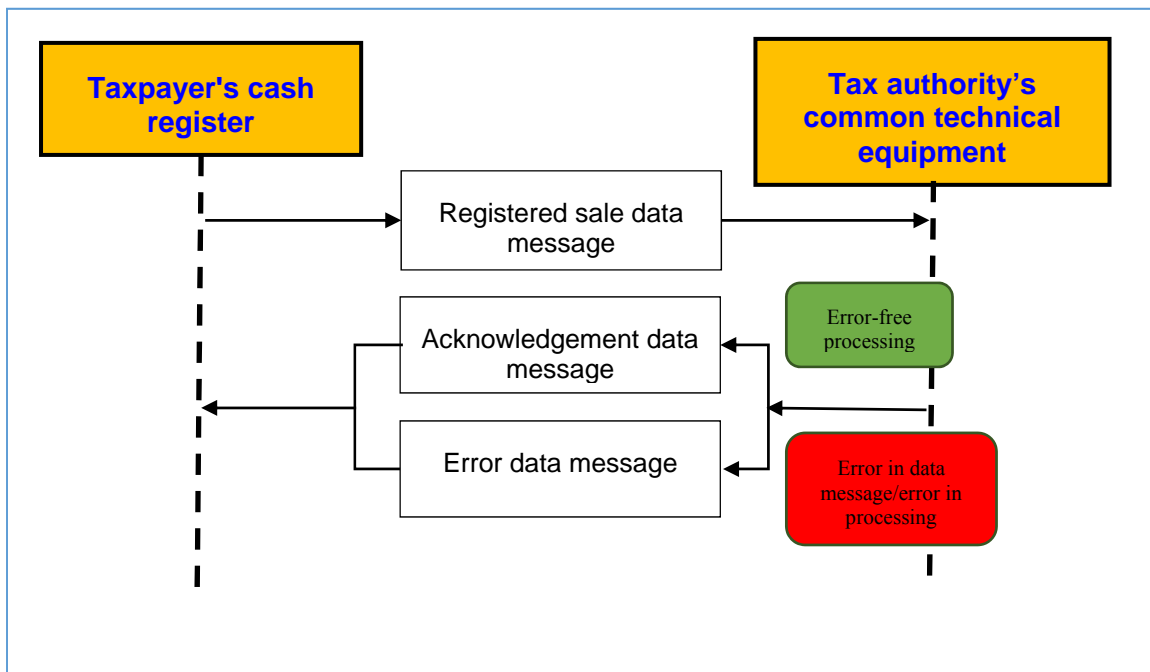 Taxpayer's cash
register
Tax authority’s
common technical
equipment
Registered sale data
message
Error-free
processing
Acknowledgement data
message
Error data message
Error in data
message/error in
processing